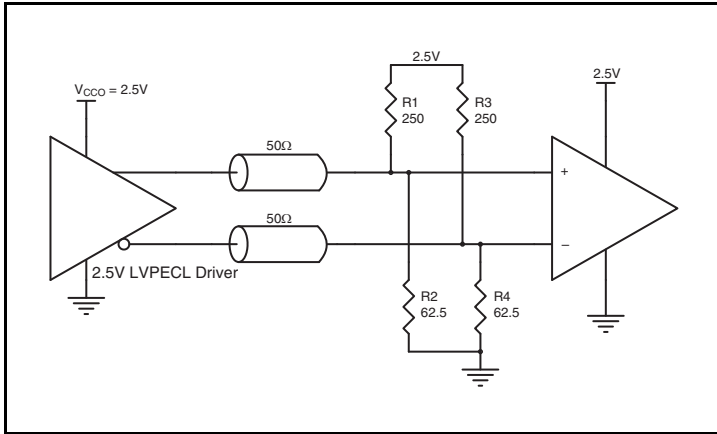 2.5V
V_CCO = 2.5V
2.5V
R1
250
R3
250
50Ω
+
50Ω
–
2.5V LVPECL Driver
R2
62.5
R4
62.5